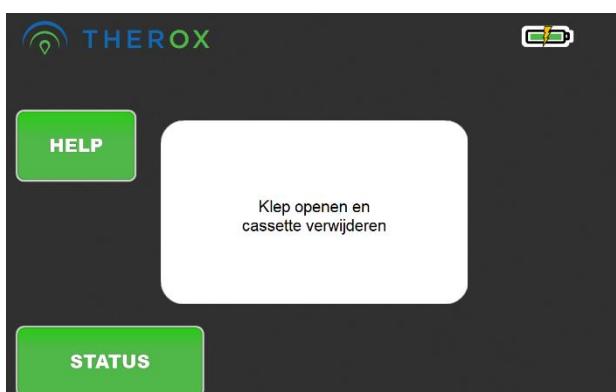 THEROX
HELP
Klep openen en
cassette verwijderen
STATUS